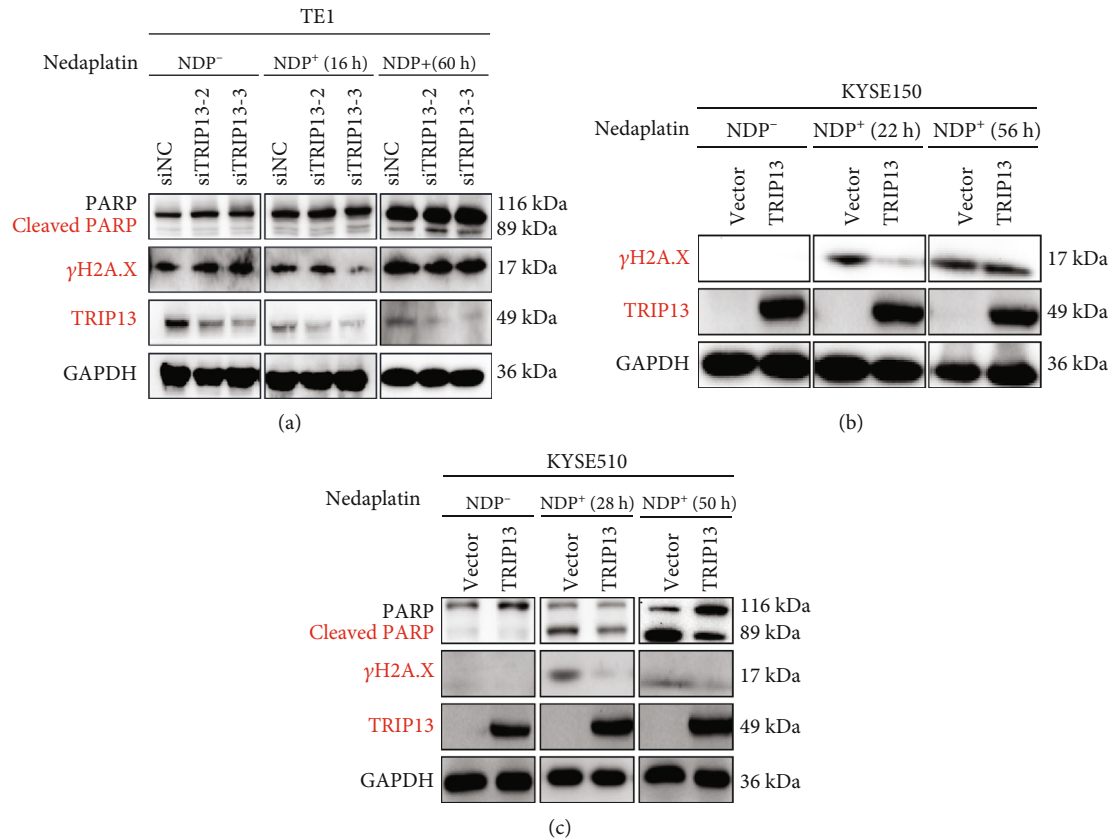 TE1
Nedaplatin NDP⁻ NDP⁺ (16 h) NDP+(60 h)
siNC siTRIP13-2 siTRIP13-3 siNC siTRIP13-2 siTRIP13-3 siNC siTRIP13-2 siTRIP13-3
PARP 116 kDa
Cleaved PARP 89 kDa
γH2A.X 17 kDa
TRIP13 49 kDa
GAPDH 36 kDa
(a)
KYSE150
Nedaplatin NDP⁻ NDP⁺ (22 h) NDP⁺ (56 h)
Vector TRIP13 Vector TRIP13 Vector TRIP13
γH2A.X 17 kDa
TRIP13 49 kDa
GAPDH 36 kDa
(b)
KYSE510
Nedaplatin NDP⁻ NDP⁺ (28 h) NDP⁺ (50 h)
Vector TRIP13 Vector TRIP13 Vector TRIP13
PARP 116 kDa
Cleaved PARP 89 kDa
γH2A.X 17 kDa
TRIP13 49 kDa
GAPDH 36 kDa
(c)